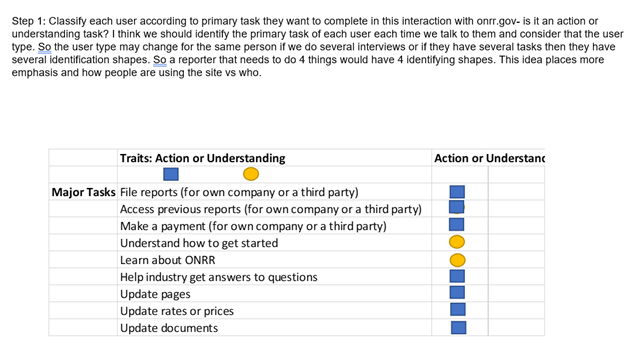 Step 1: Classify each user according to primary task they want to complete in this interaction with onrr.gov- is it an action or
understanding task? I think we should identify the primary task of each user each time we talk to them and consider that the user
type. So the user type may change for the same person if we do several interviews or if they have several tasks then they have
several identification shapes. So a reporter that needs to do 4 things would have 4 identifying shapes. This idea places more
emphasis and how people are using the site vs who.
Traits: Action or Understanding Action or Understand
Major Tasks File reports (for own company or a third party)
Access previous reports (for own company or a third party)
Make a payment (for own company or a third party)
Understand how to get started
Learn about ONRR
Help industry get answers to questions
Update pages
Update rates or prices
Update documents